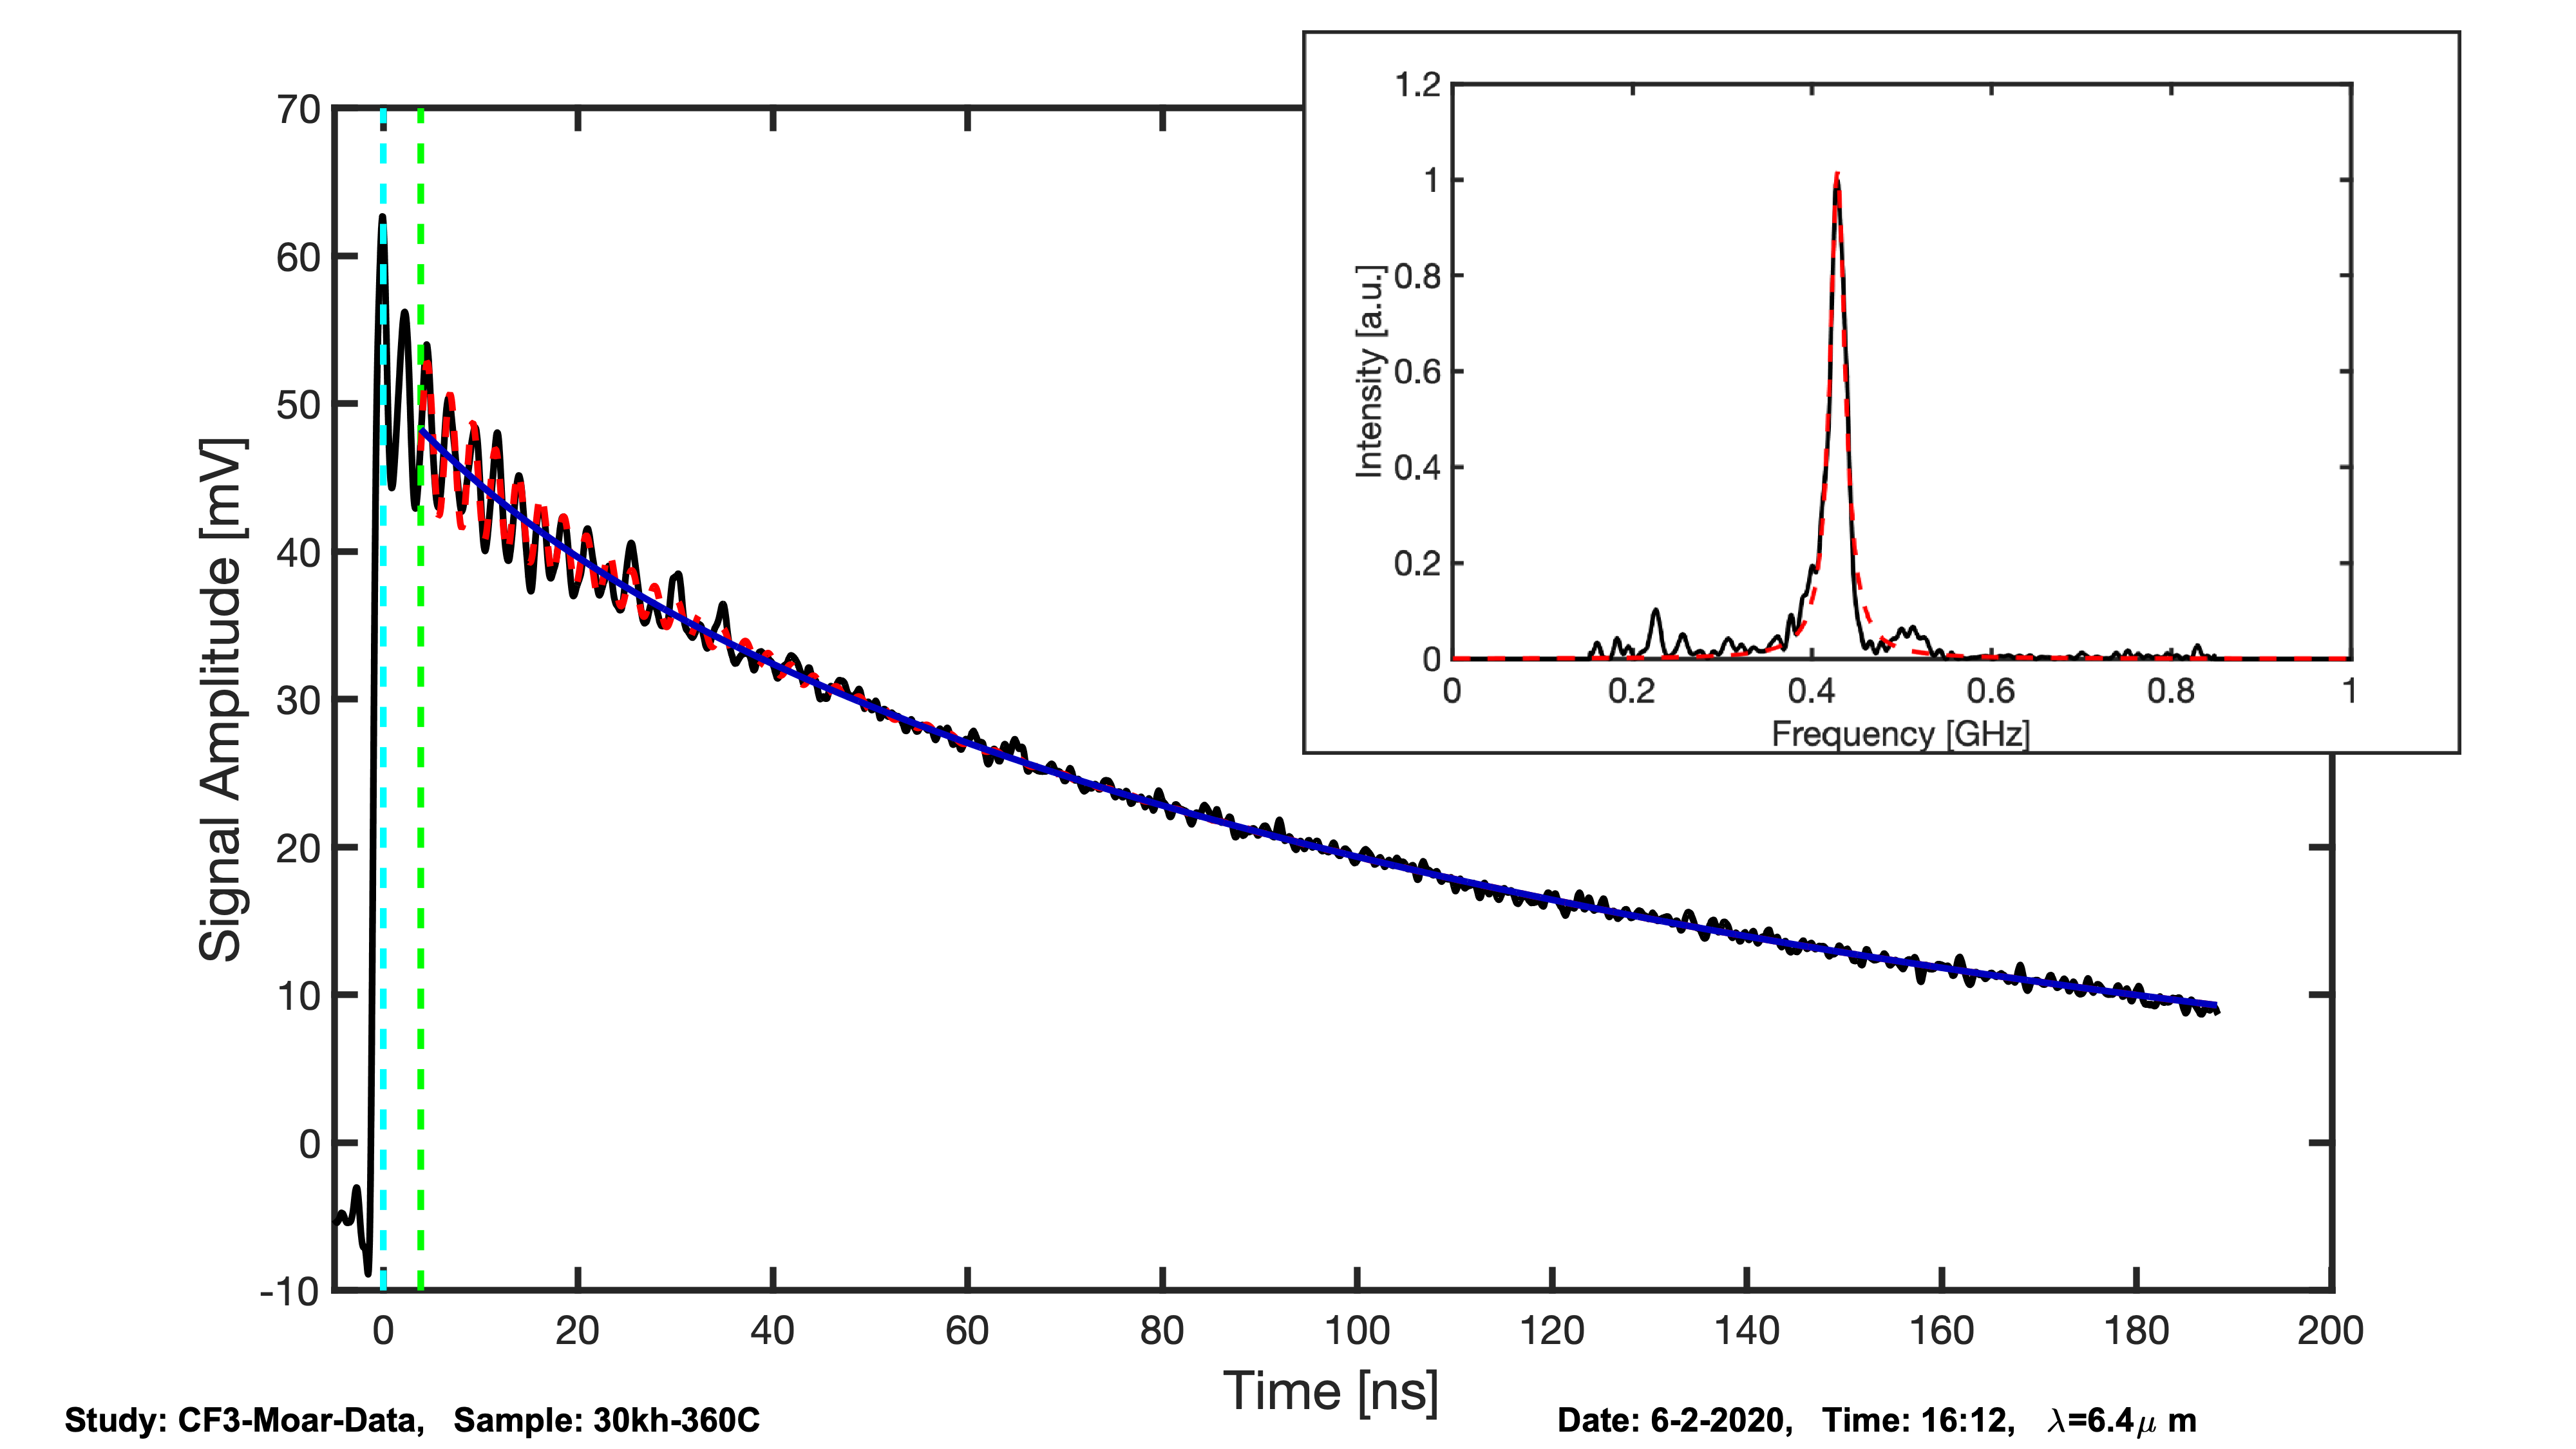 1.2
1
0.8
0.6
0.4
0.2
0
Intensity [a.u.]
0 0.2 0.4 0.6 0.8 1
Frequency [GHz]
70
60
50
40
30
20
10
0
-10
Signal Amplitude [mV]
0 20 40 60 80 100 120 140 160 180 200
Time [ns]
Study: CF3-Moar-Data, Sample: 30kh-360C
Date: 6-2-2020, Time: 16:12, λ=6.4μ m